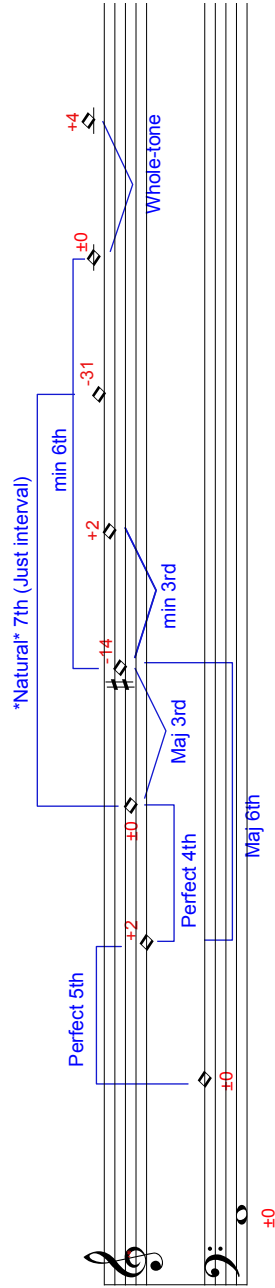 *Natural* 7th (Just interval)
min 6th
Perfect 5th
+2
±0
-14
+2
-31
±0
+4
Whole-tone
min 3rd
Maj 3rd
Perfect 4th
Maj 6th
±0
±0